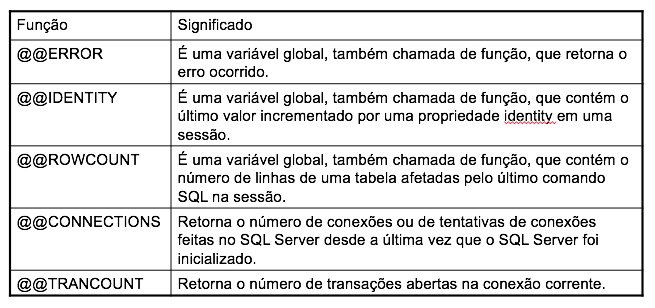 Função Significado
@@ERROR É uma variável global, também chamada de função, que retorna o
erro ocorrido.
@@IDENTITY É uma variável global, também chamada de função, que contém o
último valor incrementado por uma propriedade identity em uma
sessão.
@@ROWCOUNT É uma variável global, também chamada de função, que contém o
número de linhas de uma tabela afetadas pelo último comando
SQL na sessão.
@@CONNECTIONS Retorna o número de conexões ou de tentativas de conexões
feitas no SQL Server desde a última vez que o SQL Server foi
inicializado.
@@TRANCOUNT Retorna o número de transações abertas na conexão corrente.